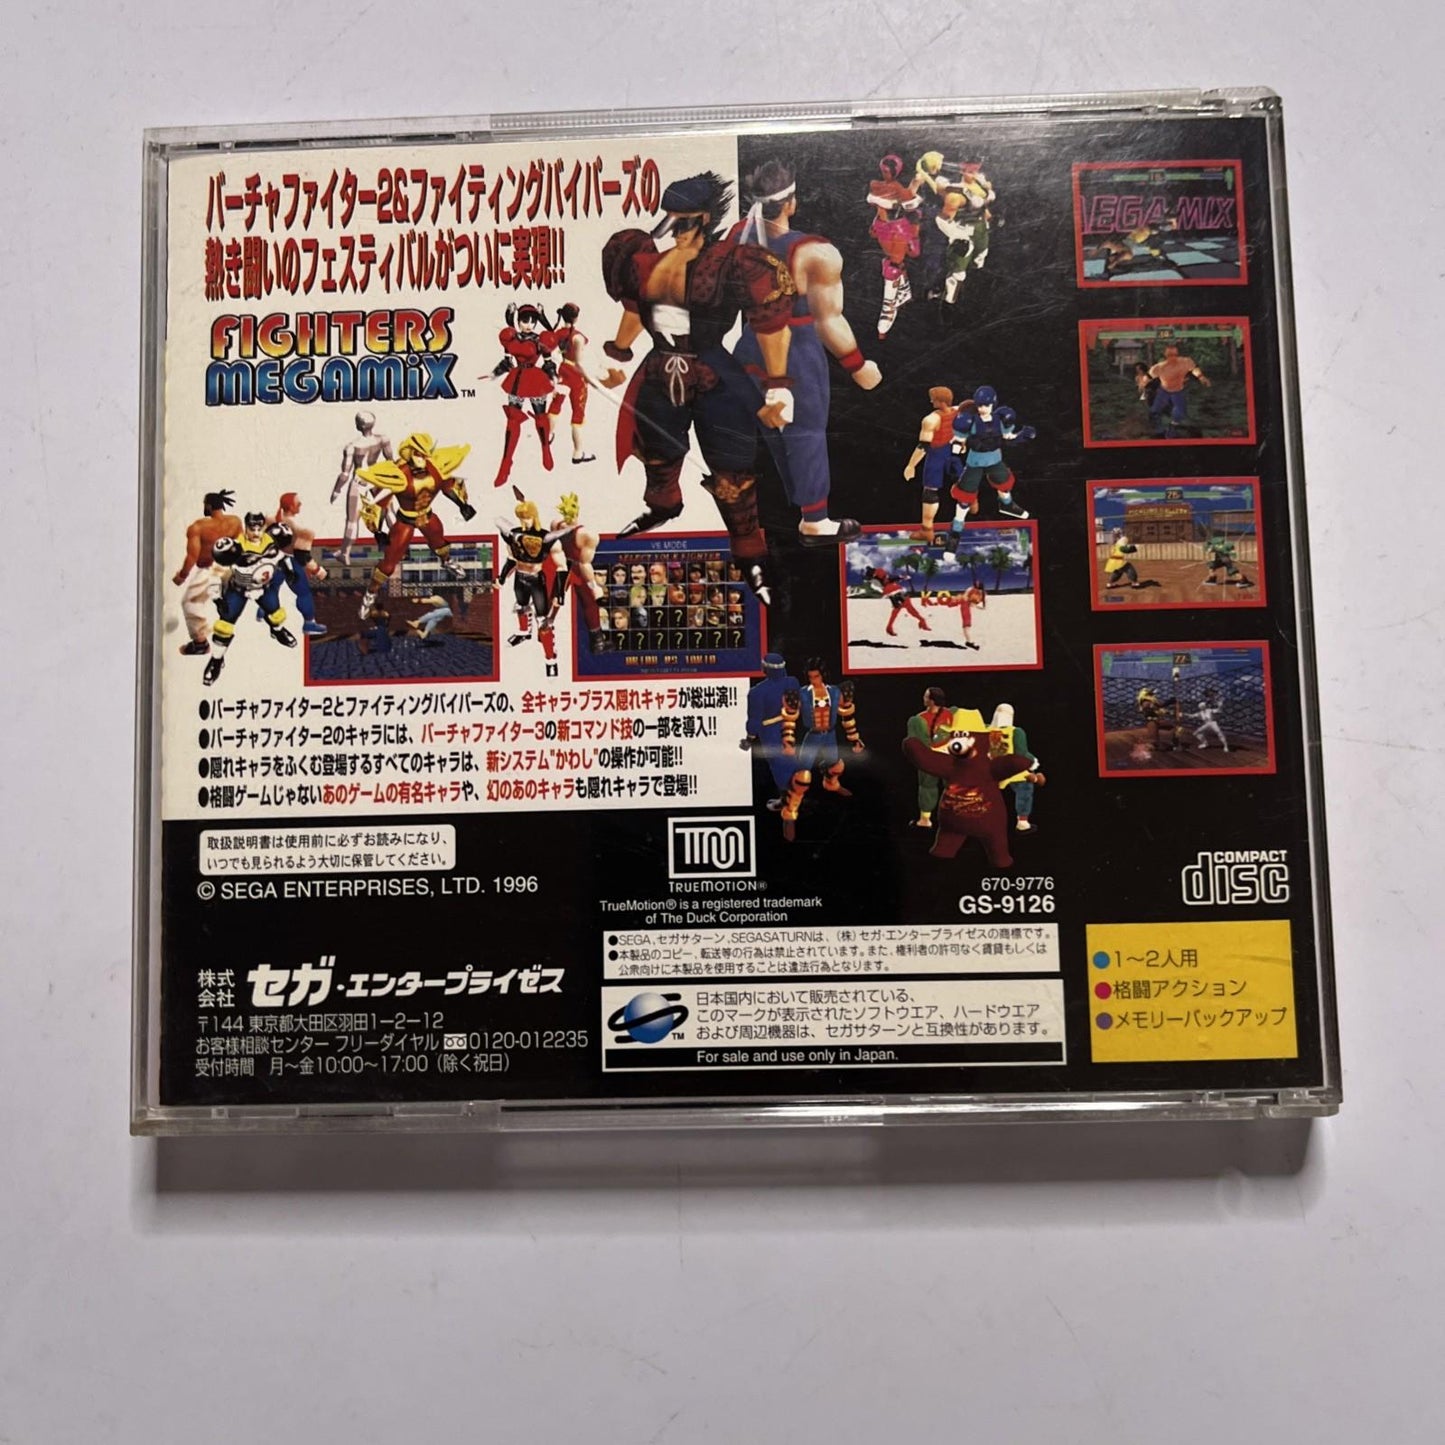 バーチャファイター2&ファイティングバイパーズの
熱き闘いのフェスティバルがついに実現!!
FIGHTERS
MEGAMiX™
MEGA MIX
VS MODE
SELECT YOUR FIGHTER
K.O.
●バーチャファイター2とファイティングバイパーズの、全キャラ・プラス隠れキャラが総出演!!
●バーチャファイター2のキャラには、バーチャファイター3の新コマンド技の一部を導入!!
●隠れキャラをふくむ登場するすべてのキャラは、新システム"かわし"の操作が可能!!
●格闘ゲームじゃないあのゲームの有名キャラや、幻のあのキャラも隠れキャラで登場!!
取扱説明書は使用前に必ずお読みになり、
いつでも見られるよう大切に保管してください。
© SEGA ENTERPRISES, LTD. 1996
株式会社 セガ・エンタープライゼス
〒144 東京都大田区羽田1-2-12
お客様相談センター フリーダイヤル 0120-012235
受付時間 月〜金10:00〜17:00（除く祝日）
TM
TRUEMOTION®
TrueMotion® is a registered trademark
of The Duck Corporation
670-9776
GS-9126
●SEGA,セガサターン,SEGASATURNは、(株)セガ・エンタープライゼスの商標です。
●本製品のコピー、転送等の行為は禁止されています。また、権利者の許可なく賃貸もしくは
公衆向けに本製品を使用することは違法行為となります。
™
日本国内において販売されている、
このマークが表示されたソフトウエア、ハードウエア
および周辺機器は、セガサターンと互換性があります。
For sale and use only in Japan.
COMPACT
disc
●1〜2人用
●格闘アクション
●メモリーバックアップ